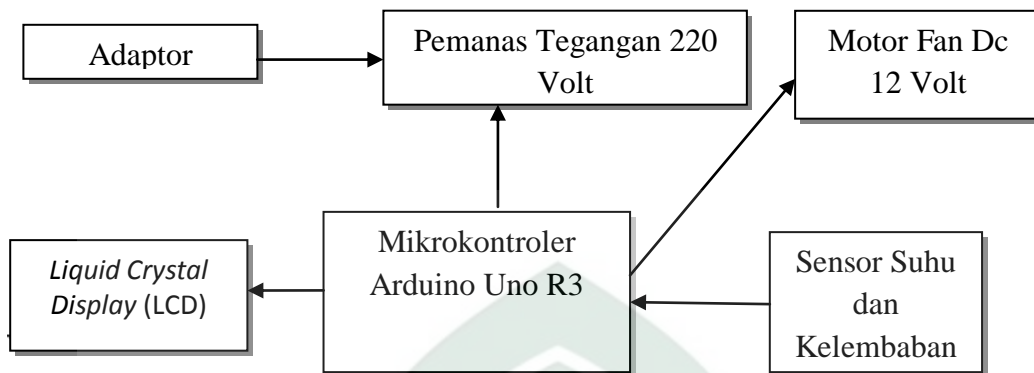 Adaptor
Pemanas Tegangan 220
Volt
Motor Fan Dc
12 Volt
Liquid Crystal
Display (LCD)
Mikrokontroler
Arduino Uno R3
Sensor Suhu
dan
Kelembaban